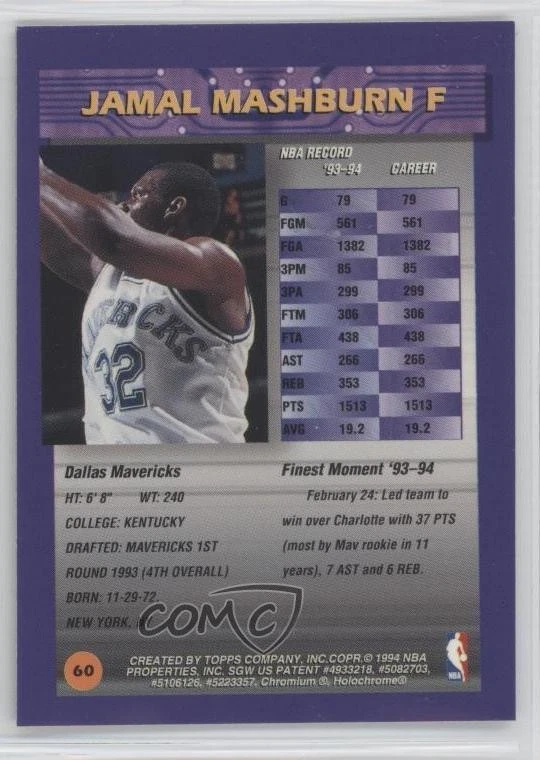 JAMAL MASHBURN F
NBA RECORD
'93-94 CAREER
G 79 79
FGM 561 561
FGA 1382 1382
3PM 85 85
3PA 299 299
FTM 306 306
FTA 438 438
AST 266 266
REB 353 353
PTS 1513 1513
AVG 19.2 19.2
32
Dallas Mavericks
HT: 6' 8" WT: 240
COLLEGE: KENTUCKY
DRAFTED: MAVERICKS 1ST
ROUND 1993 (4TH OVERALL)
BORN: 11-29-72,
NEW YORK,
Finest Moment '93-94
February 24: Led team to
win over Charlotte with 37 PTS
(most by Mav rookie in 11
years), 7 AST and 6 REB.
COMC
60
CREATED BY TOPPS COMPANY, INC.COPR.© 1994 NBA
PROPERTIES, INC. SGW US PATENT #4933218, #5082703,
#5106126, #5223357, Chromium ®, Holochrome®
NBA